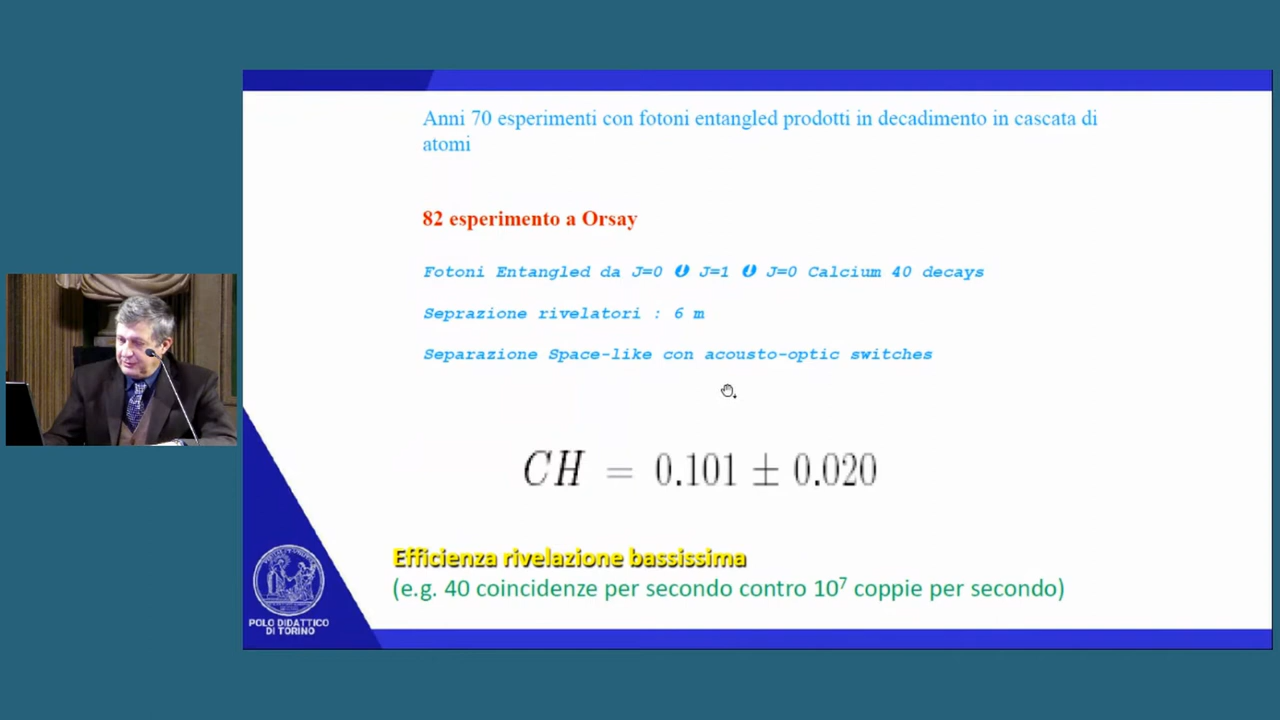 Anni 70 esperimenti con fotoni entangled prodotti in decadimento in cascata di
atomi
82 esperimento a Orsay
Fotoni Entangled da J=0 J=1 J=0 Calcium 40 decays
Seprazione rivelatori : 6 m
Separazione Space-like con acousto-optic switches
CH = 0.101 ± 0.020
Efficienza rivelazione bassissima
(e.g. 40 coincidenze per secondo contro 10⁷ coppie per secondo)
POLO DIDATTICO
DI TORINO